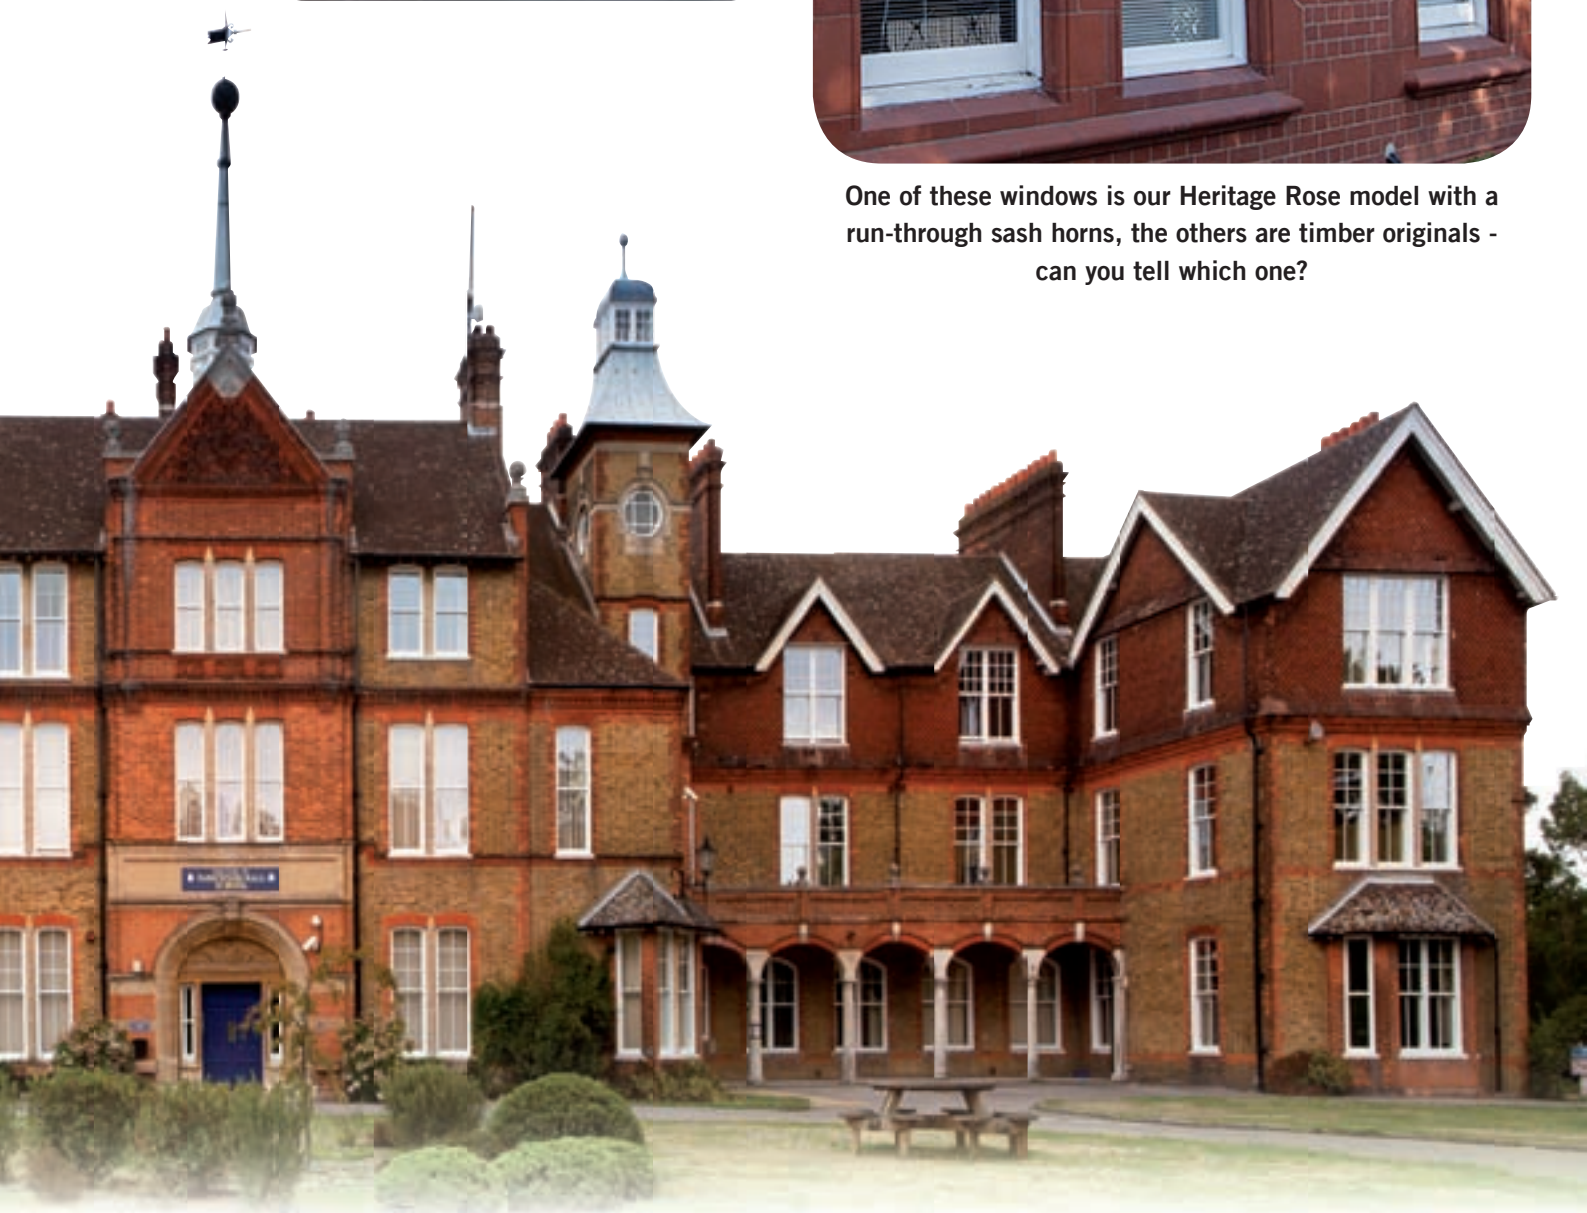 One of these windows is our Heritage Rose model with a
run-through sash horns, the others are timber originals -
can you tell which one?